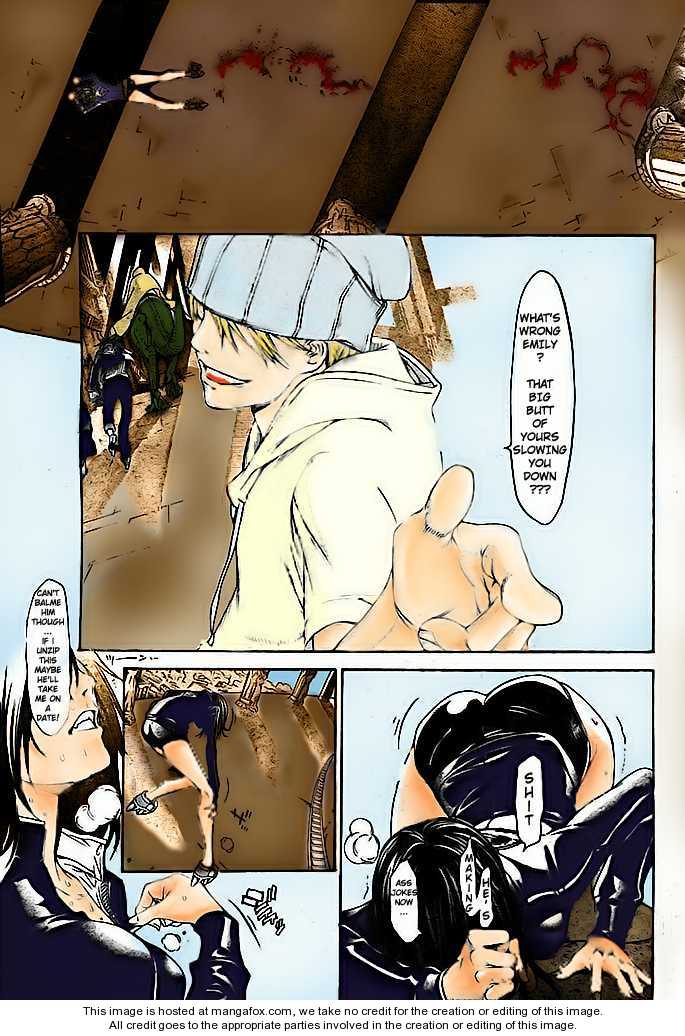 WHAT'S
WRONG
EMILY
?
THAT
BIG
BUTT
OF
YOURS
SLOWING
YOU
DOWN
???
SHIT
HE'S
MAKING
ASS
JOKES
NOW
...
CAN'T
BALME
HIM
THOUGH
...
IF I
UNZIP
THIS
MAYBE
HE'LL
TAKE
ME ON
A
DATE!
This image is hosted at mangafox.com, we take no credit for the creation or editing of this image.
All credit goes to the appropriate parties involved in the creation or editing of this image.